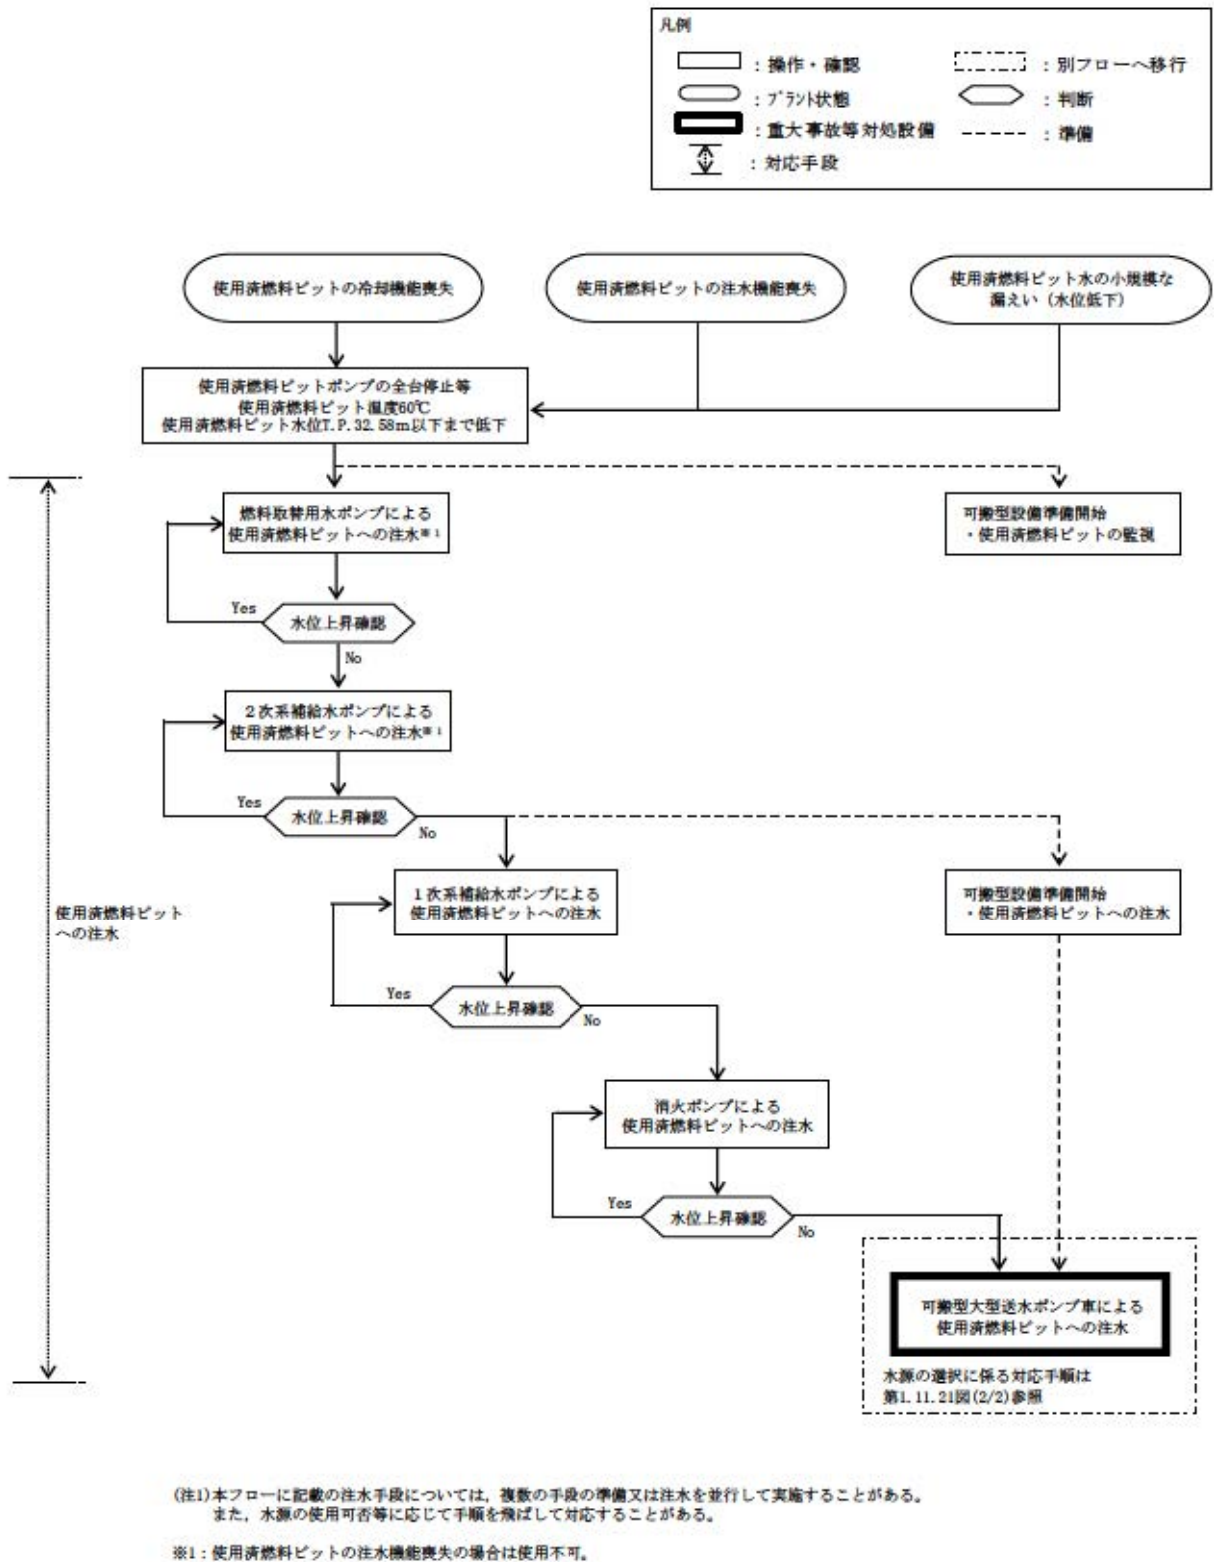 凡例
：操作・確認
：別フローへ移行
：プラント状態
：判断
：重大事故等対処設備
：準備
：対応手段
使用済燃料ピットの冷却機能喪失
使用済燃料ピットの注水機能喪失
使用済燃料ピット水の小規模な
漏えい（水位低下）
使用済燃料ピットポンプの全台停止等
使用済燃料ピット温度60℃
使用済燃料ピット水位T.P.32.58m以下まで低下
燃料取替用水ポンプによる
使用済燃料ピットへの注水※1
可搬型設備準備開始
・使用済燃料ピットの監視
Yes
水位上昇確認
No
2次系補給水ポンプによる
使用済燃料ピットへの注水※1
Yes
水位上昇確認
No
1次系補給水ポンプによる
使用済燃料ピットへの注水
可搬型設備準備開始
・使用済燃料ピットへの注水
使用済燃料ピット
への注水
Yes
水位上昇確認
No
消火ポンプによる
使用済燃料ピットへの注水
Yes
水位上昇確認
No
可搬型大型送水ポンプ車による
使用済燃料ピットへの注水
水源の選択に係る対応手順は
第1.11.21図(2/2)参照
(注1)本フローに記載の注水手段については，複数の手段の準備又は注水を並行して実施することがある。
また，水源の使用可否等に応じて手順を飛ばして対応することがある。
※1：使用済燃料ピットの注水機能喪失の場合は使用不可。